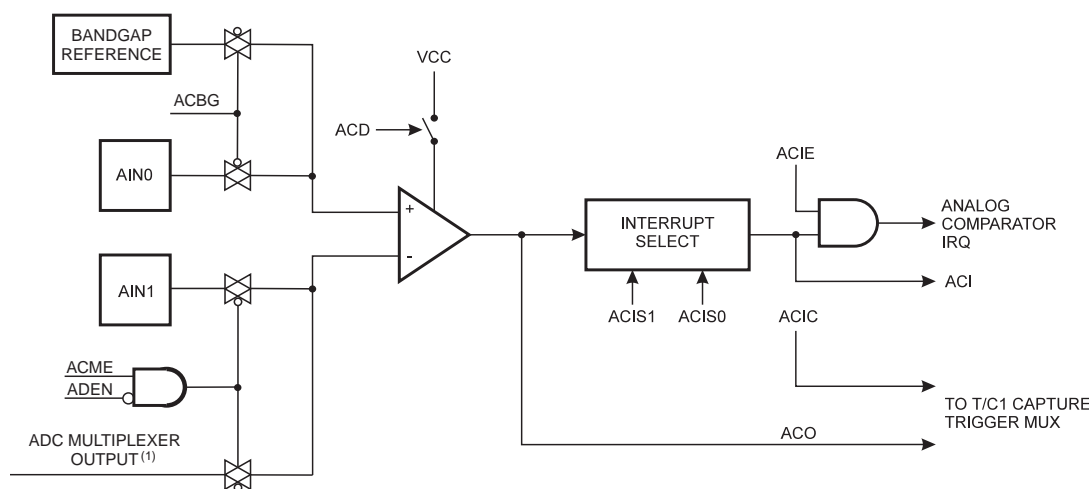 BANDGAP
REFERENCE
VCC
ACBG
ACD
AIN0
ACIE
+
-
INTERRUPT
SELECT
ANALOG
COMPARATOR
IRQ
AIN1
ACI
ACIS1
ACIS0
ACIC
ACME
ADEN
TO T/C1 CAPTURE
TRIGGER MUX
ADC MULTIPLEXER
OUTPUT (1)
ACO